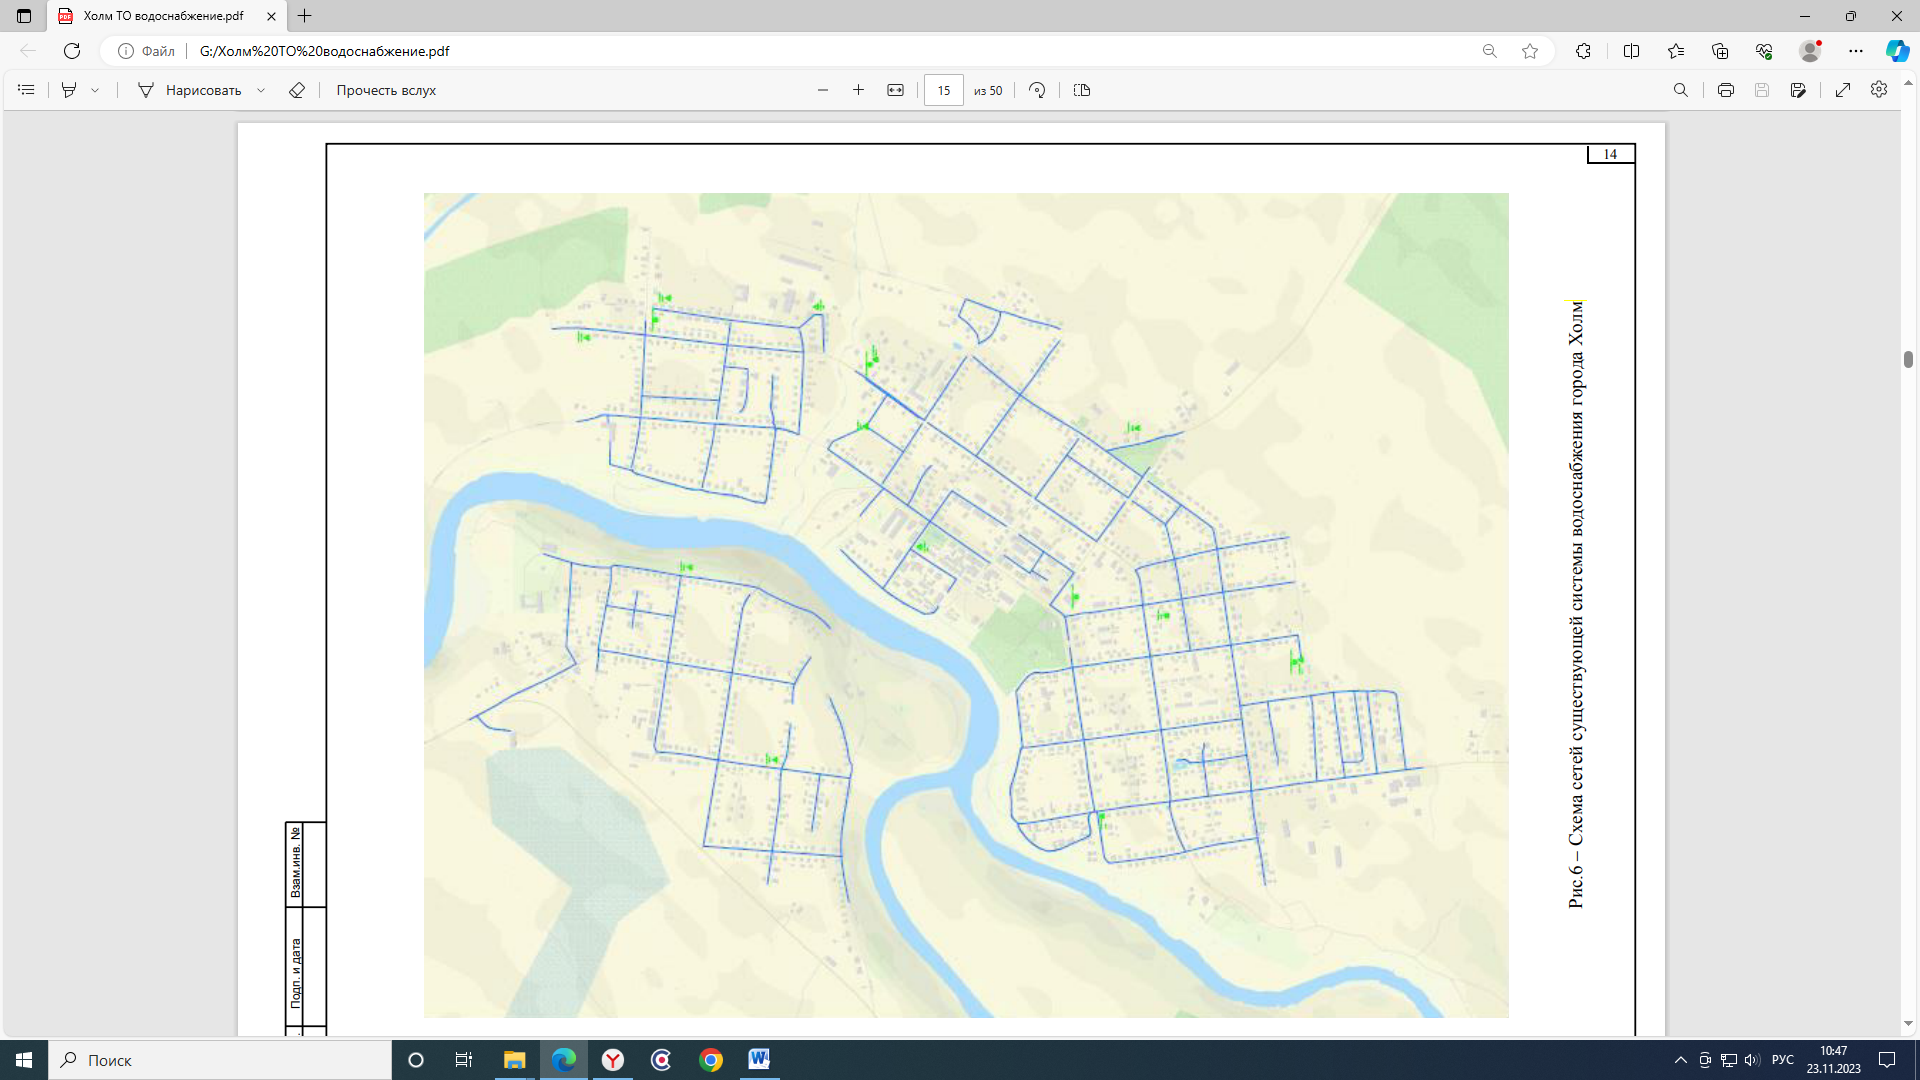 Холм ТО водоснабжение.pdf
Файл
G:/Холм%20ТО%20водоснабжение.pdf
Нарисовать
Прочесть вслух
15
из 50
14
Рис.6 – Схема сетей существующей системы водоснабжения города Холм
Взам.инв. №
Подп. и дата
Поиск
РУС
10:47
23.11.2023